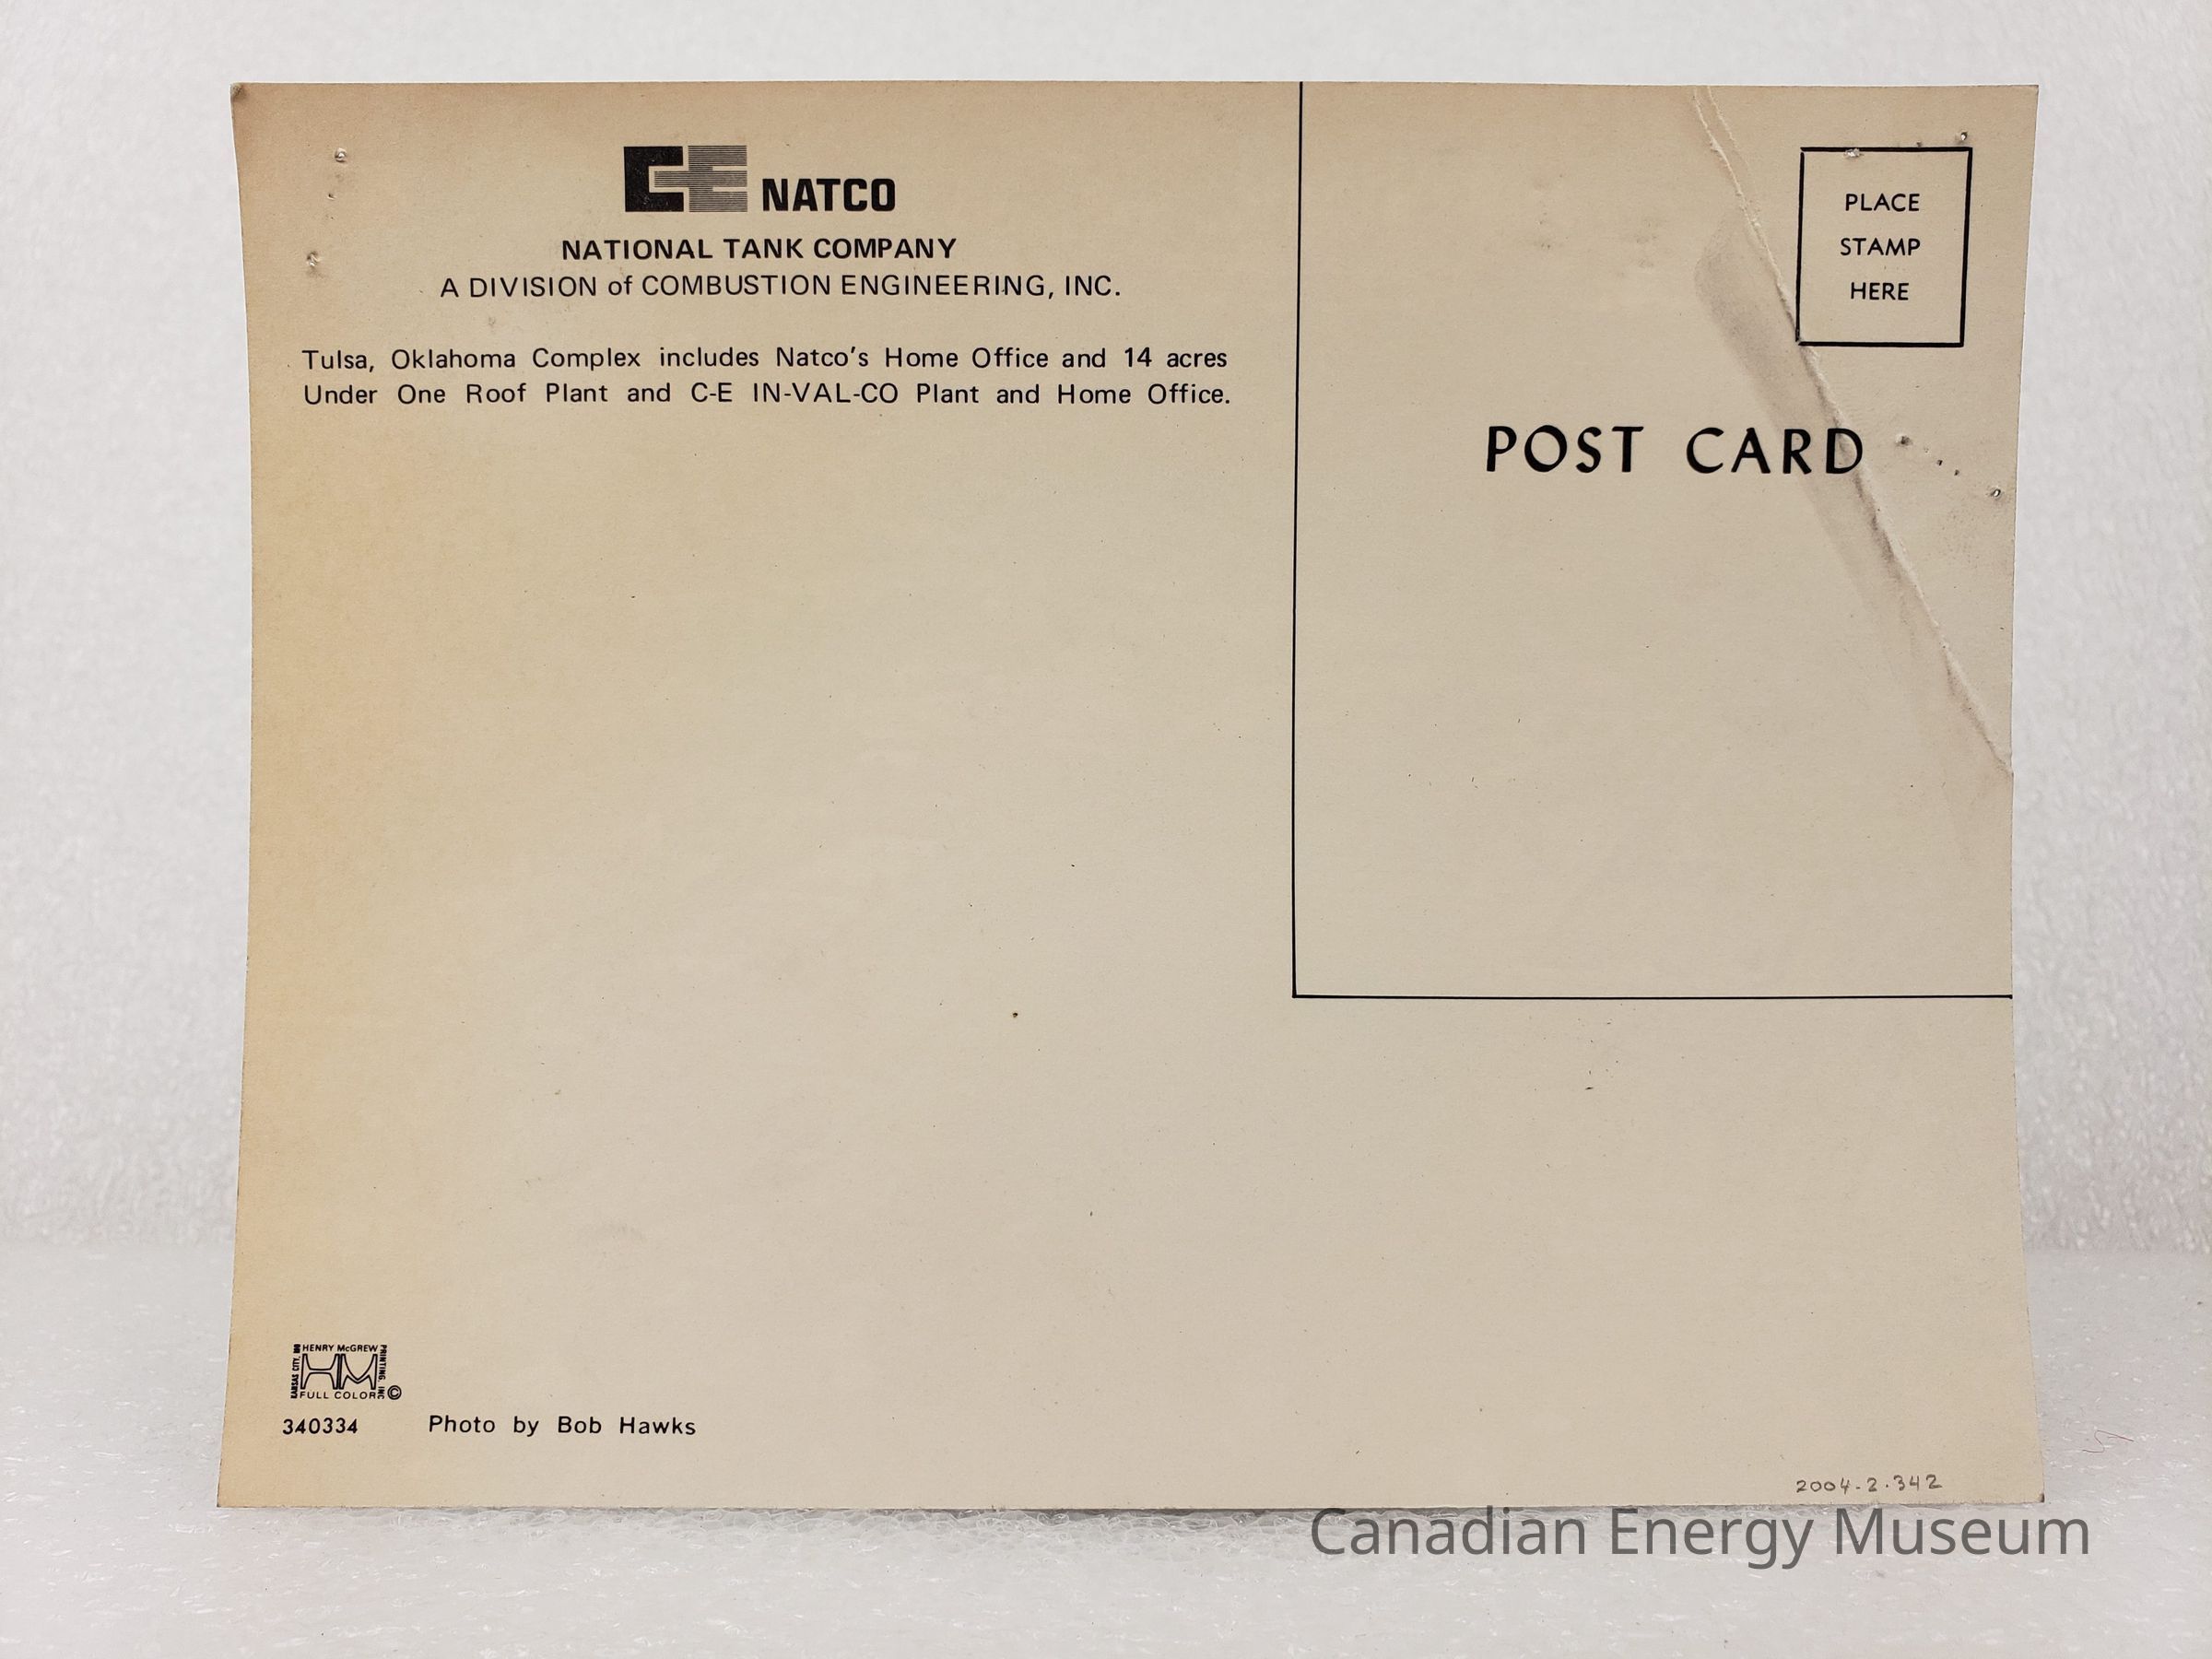 CE NATCO
NATIONAL TANK COMPANY
A DIVISION of COMBUSTION ENGINEERING, INC.
Tulsa, Oklahoma Complex includes Natco's Home Office and 14 acres
Under One Roof Plant and C-E IN-VAL-CO Plant and Home Office.
PLACE
STAMP
HERE
POST CARD
HENRY McGREW
PRINTING, INC
KANSAS CITY, MO
HM
FULL COLOR ©
340334 Photo by Bob Hawks
2004-2.342
Canadian Energy Museum